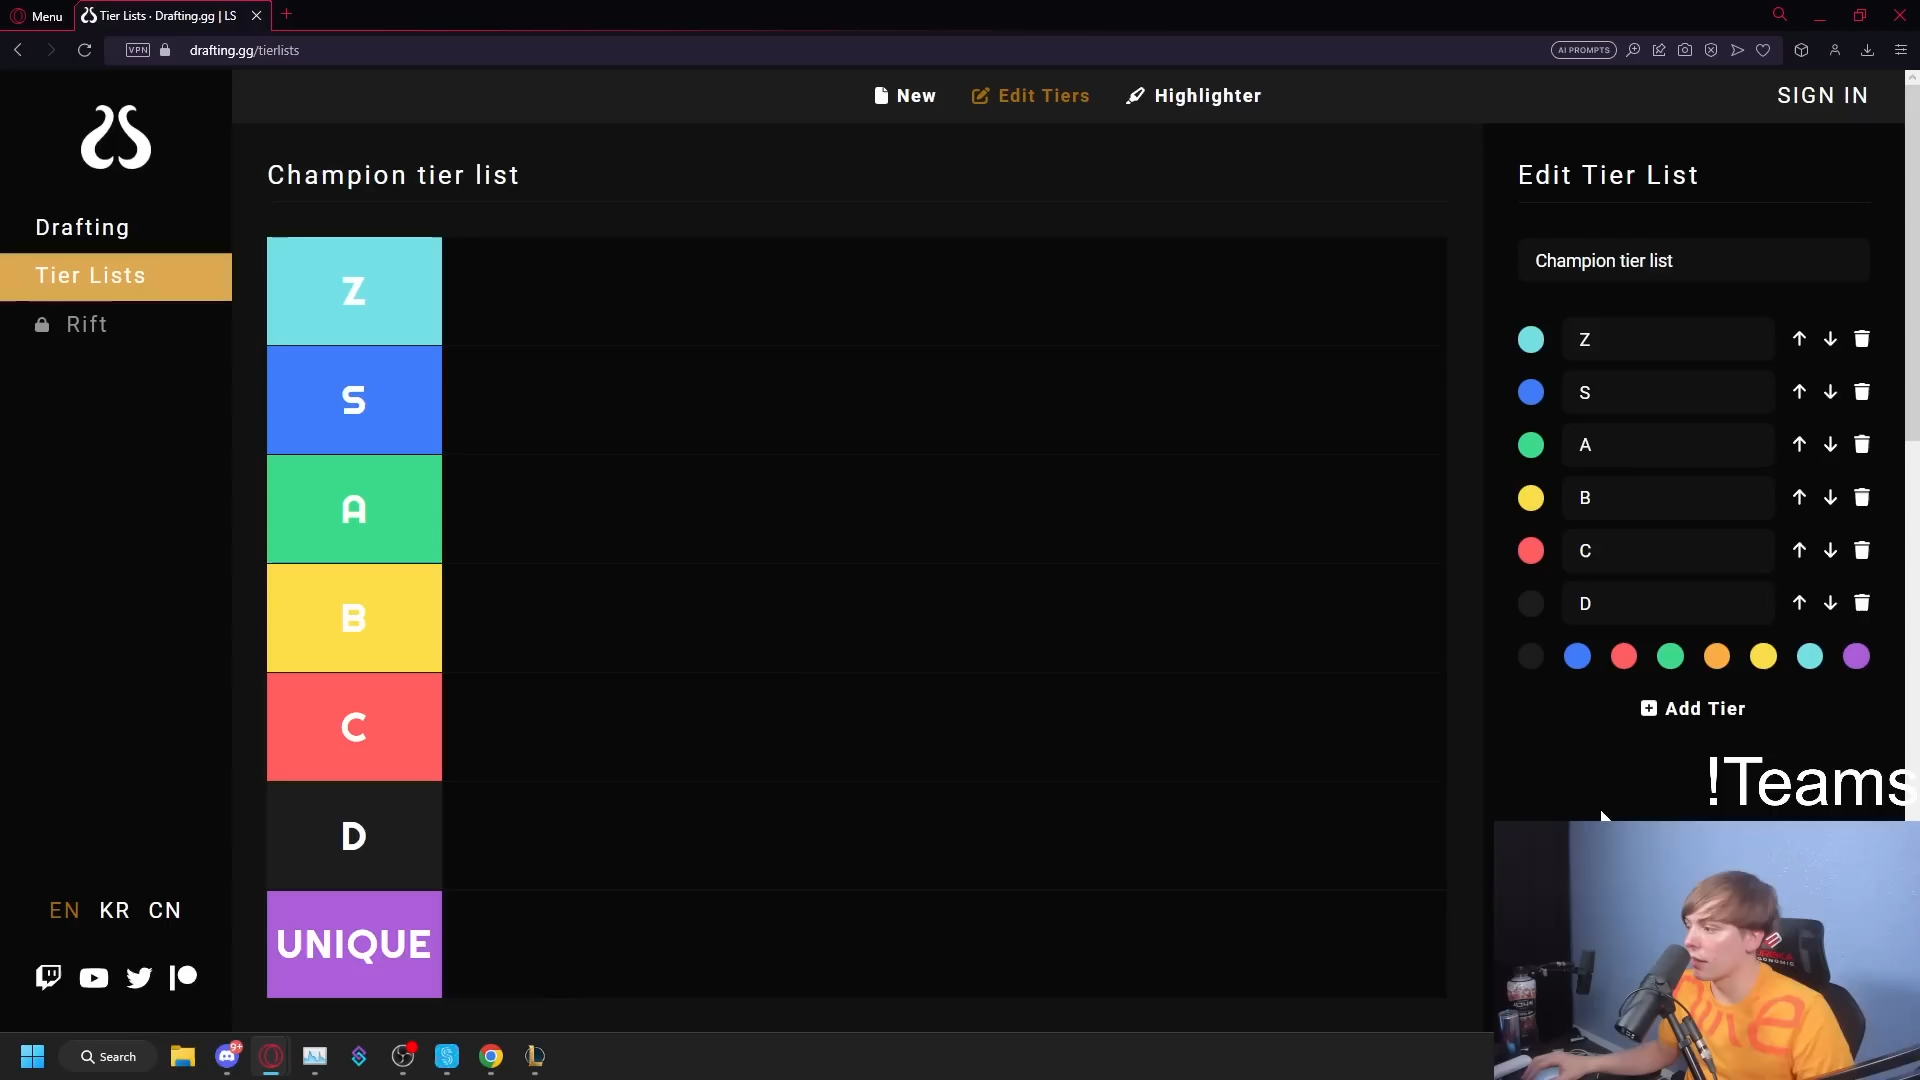 Menu
Tier Lists · Drafting.gg | LS
VPN
drafting.gg/tierlists
AI PROMPTS
New
Edit Tiers
Highlighter
SIGN IN
Drafting
Tier Lists
Rift
EN KR CN
Champion tier list
Z
S
A
B
C
D
UNIQUE
Edit Tier List
Champion tier list
Z
S
A
B
C
D
Add Tier
!Teams
Search
9+